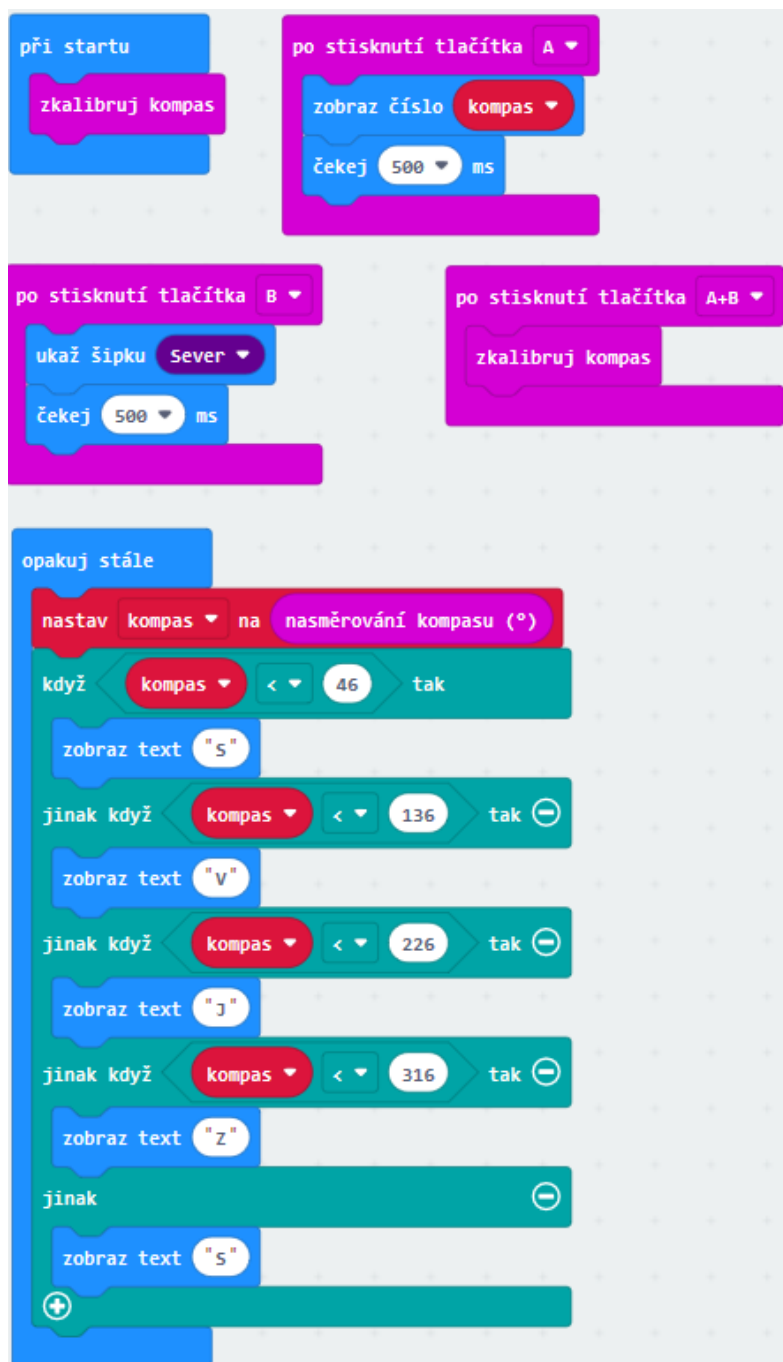 při startu
zkalibruj kompas
po stisknutí tlačítka A
zobraz číslo kompas
čekej 500 ms
po stisknutí tlačítka B
ukaž šipku Sever
čekej 500 ms
po stisknutí tlačítka A+B
zkalibruj kompas
opakuj stále
nastav kompas na nasměrování kompasu (°)
když kompas < 46 tak
zobraz text "S"
jinak když kompas < 136 tak
zobraz text "V"
jinak když kompas < 226 tak
zobraz text "J"
jinak když kompas < 316 tak
zobraz text "Z"
jinak
zobraz text "S"